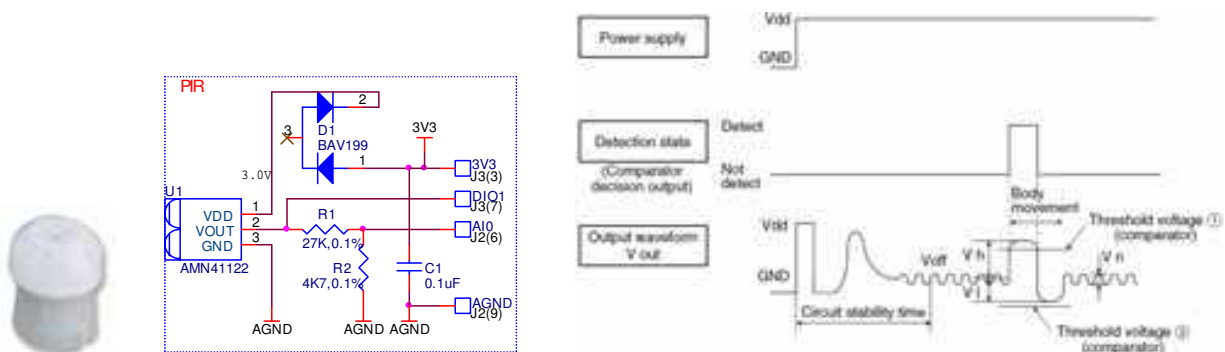 PIR
2
3
D1
BAV199
1
3V3
3V3
J3(3)
DIO1
J3(7)
AI0
J2(6)
3.0V
U1
VDD
1
VOUT
2
GND
3
AMN41122
R1
27K,0.1%
R2
4K7,0.1%
C1
0.1uF
AGND
J2(9)
AGND
AGND
AGND
Power supply
Vdd
GND
Detection state
(Comparator
decision output)
Detect
Not
detect
Body
movement
Output waveform
V out
Vdd
GND
Voff
V h
V l
V n
Threshold voltage ①
(comparator)
Circuit stability time
Threshold voltage ②
(comparator)